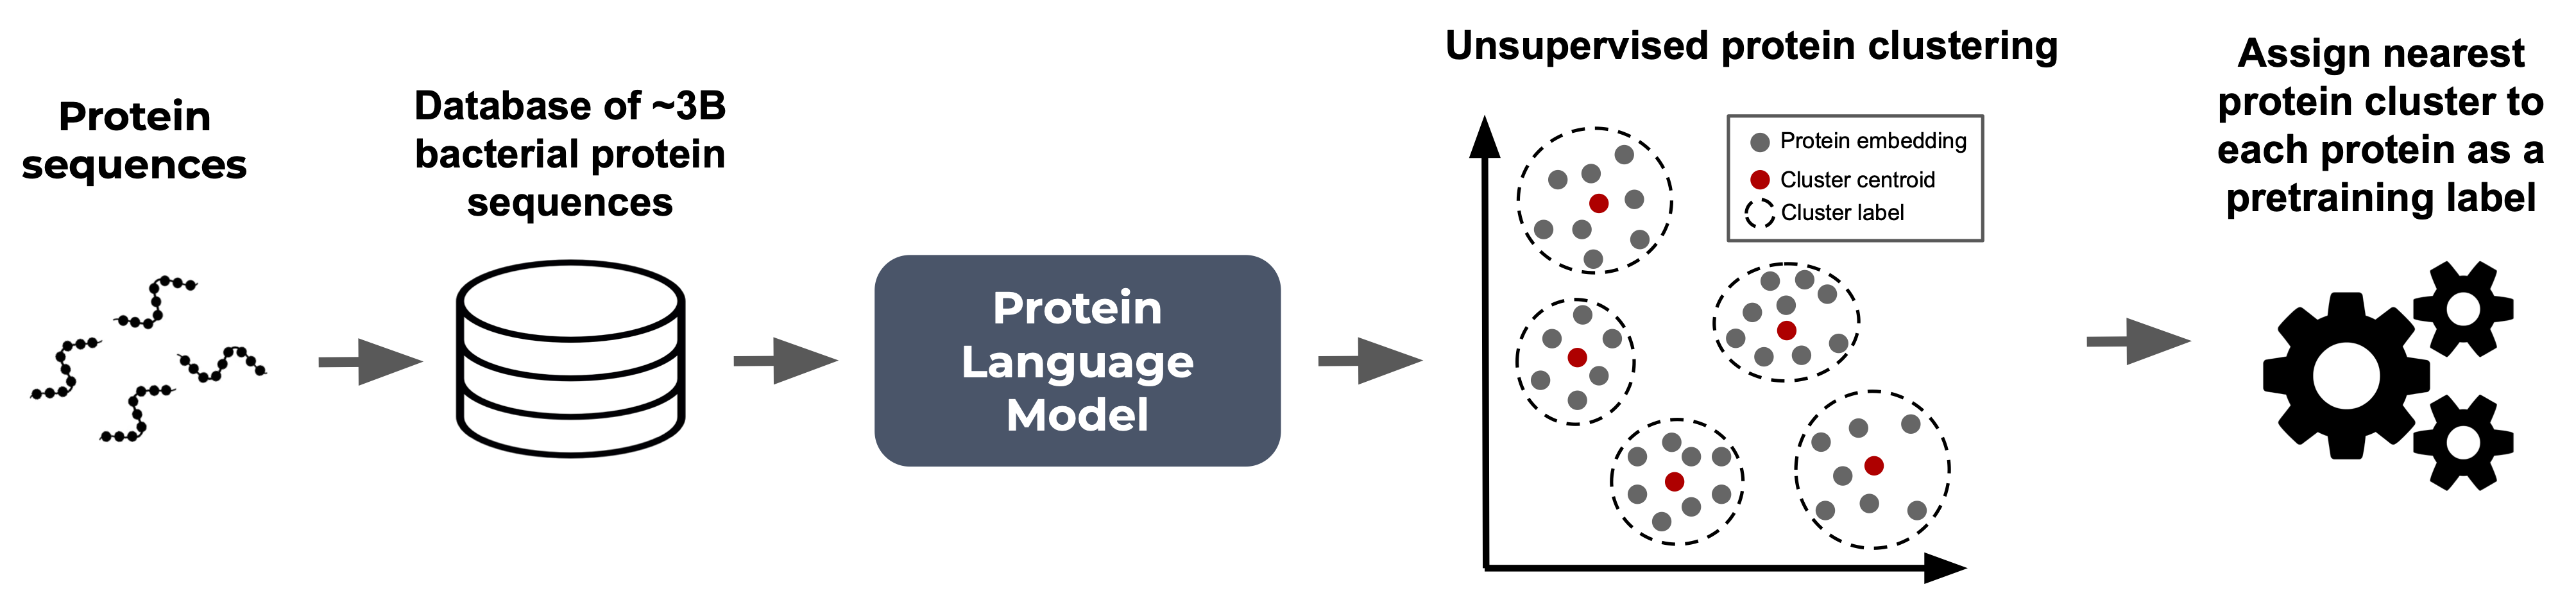 Protein
sequences
Database of ~3B
bacterial protein
sequences
Protein
Language
Model
Unsupervised protein clustering
Protein embedding
Cluster centroid
Cluster label
Assign nearest
protein cluster to
each protein as a
pretraining label